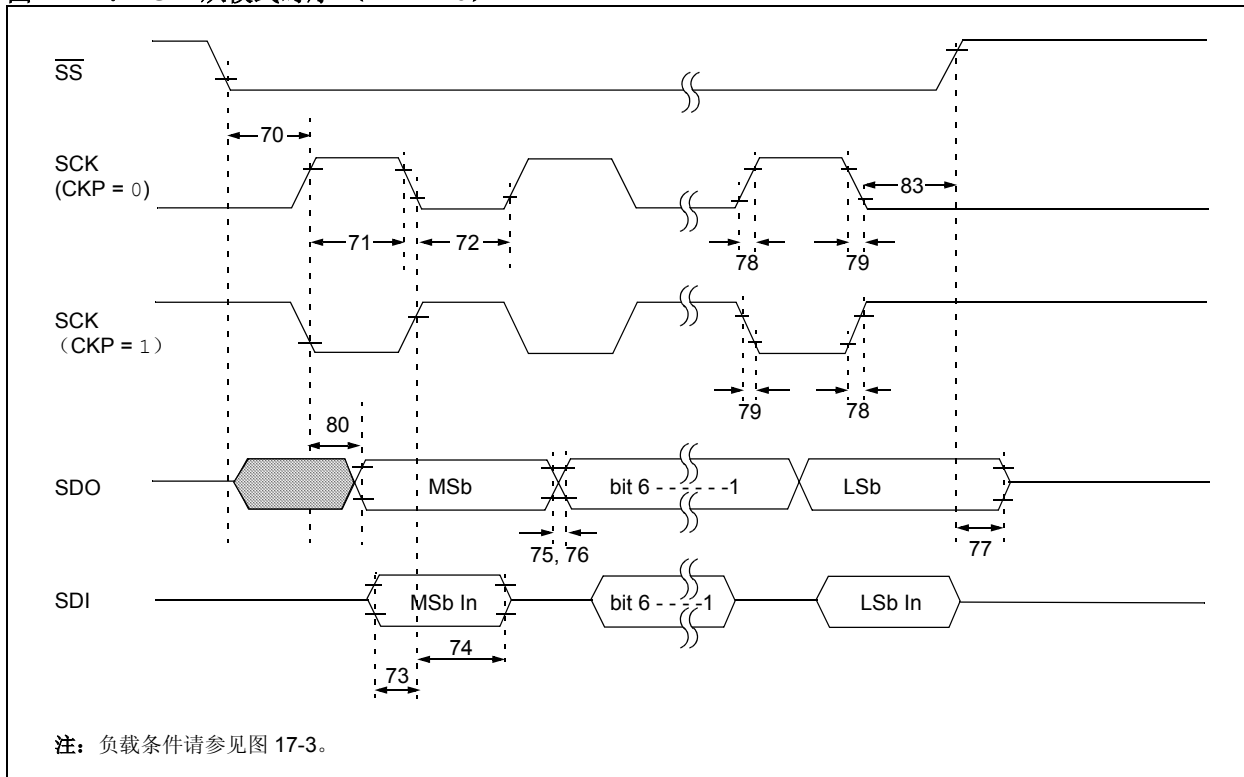 SS
70
SCK
(CKP = 0)
83
71
72
78
79
SCK
（CKP = 1）
79
78
80
SDO
MSb
bit 6 - - - - - -1
LSb
75, 76
77
SDI
MSb In
bit 6 - - - -1
LSb In
74
73
注：负载条件请参见图 17-3。